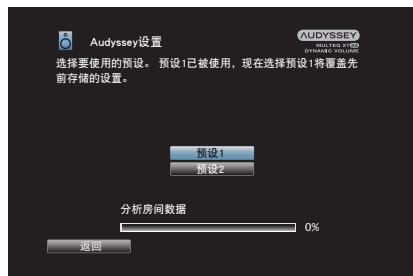 Audyssey设置
AUDYSSEY
MULTEQ XT32
DYNAMIC VOLUME
选择要使用的预设。 预设1已被使用，现在选择预设1将覆盖先
前存储的设置。
预设1
预设2
分析房间数据
0%
返回